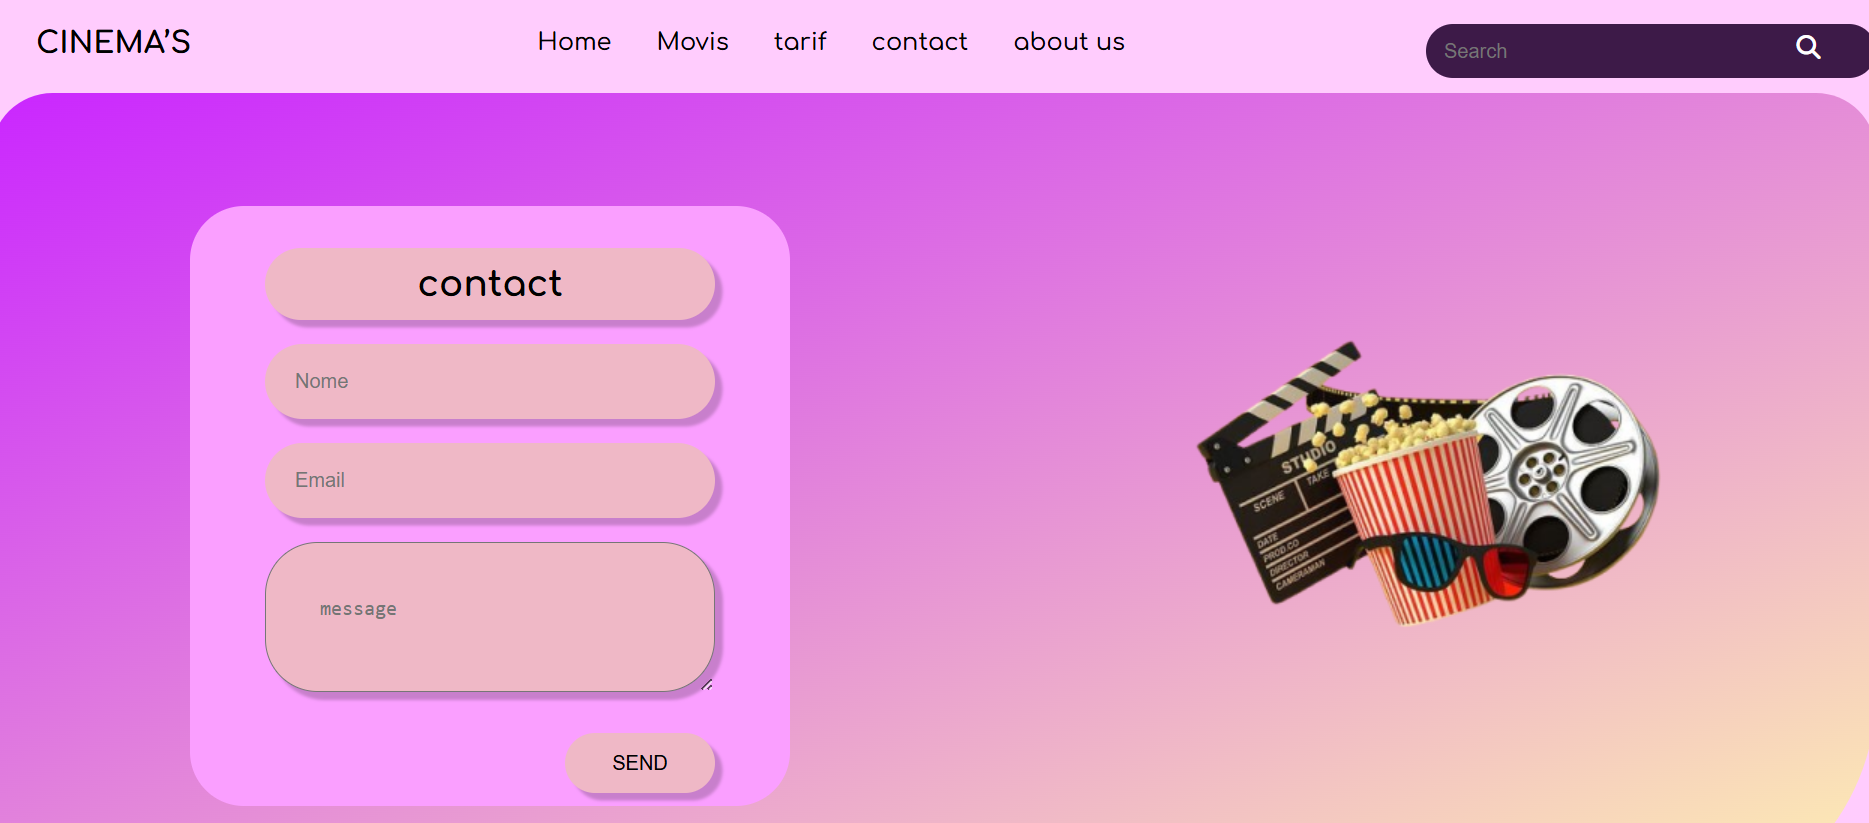 CINEMA’S
Home Movis tarif contact about us
Search
contact
Nome
Email
message
SEND
STUDIO
SCENE
TAKE
DATE
PROD.CO
DIRECTOR
CAMERAMAN